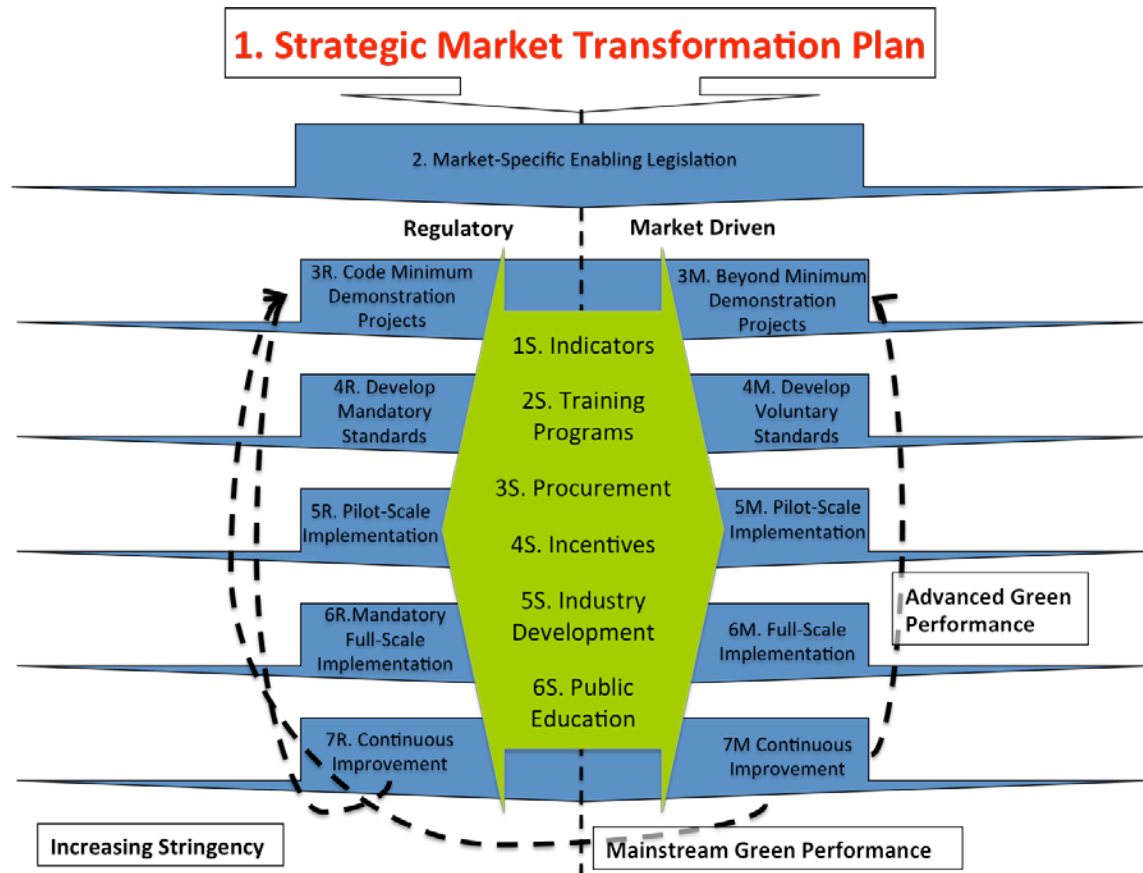 1. Strategic Market Transformation Plan
2. Market-Specific Enabling Legislation
Regulatory
Market Driven
3R. Code Minimum
Demonstration
Projects
3M. Beyond Minimum
Demonstration
Projects
1S. Indicators
4R. Develop
Mandatory
Standards
2S. Training
Programs
4M. Develop
Voluntary
Standards
5R. Pilot-Scale
Implementation
3S. Procurement
4S. Incentives
5M. Pilot-Scale
Implementation
6R.Mandatory
Full-Scale
Implementation
5S. Industry
Development
6M. Full-Scale
Implementation
Advanced Green
Performance
6S. Public
Education
7R. Continuous
Improvement
7M Continuous
Improvement
Increasing Stringency
Mainstream Green Performance